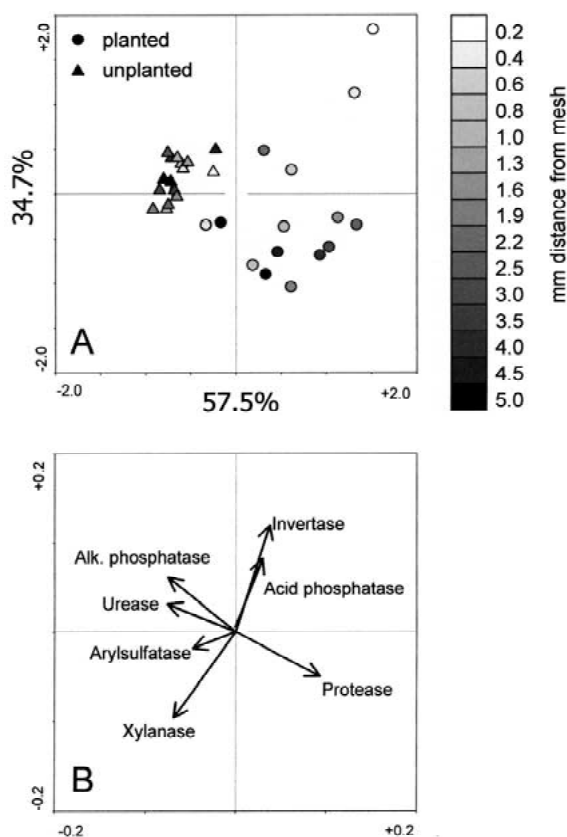 +2.0
planted
unplanted
34.7%
A
-2.0
-2.0
57.5%
+2.0
0.2
0.4
0.6
0.8
1.0
1.3
1.6
1.9
2.2
2.5
3.0
3.5
4.0
4.5
5.0
mm distance from mesh
+0.2
Invertase
Alk. phosphatase
Acid phosphatase
Urease
Arylsulfatase
Protease
Xylanase
B
-0.2
-0.2
+0.2